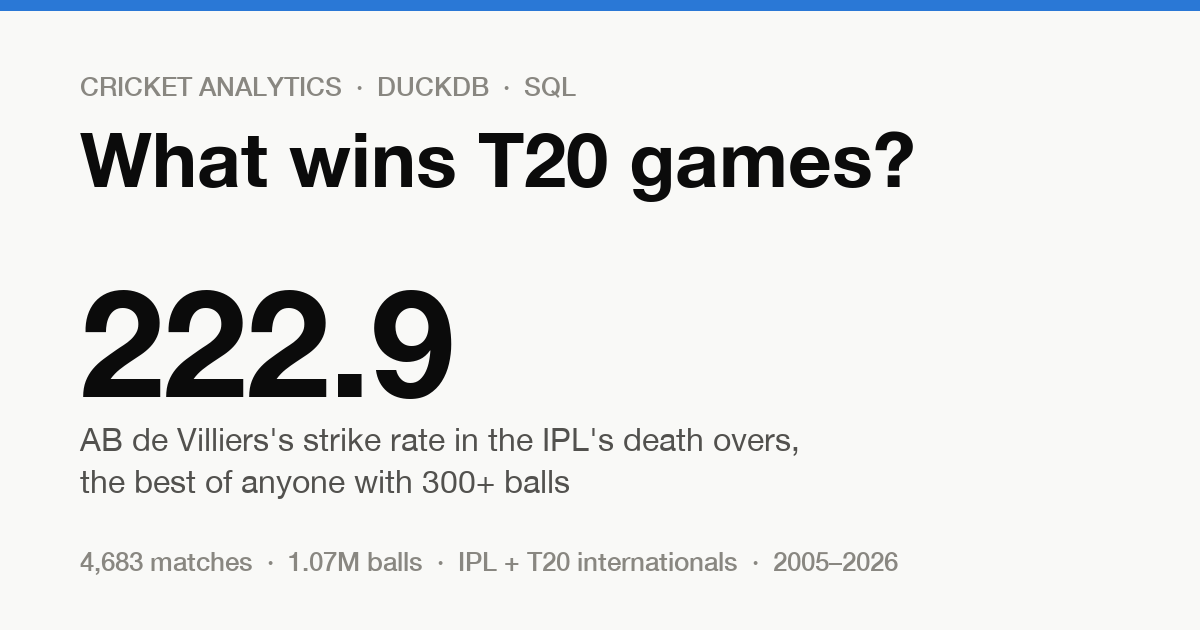 CRICKET ANALYTICS · DUCKDB · SQL
What wins T20 games?
222.9
AB de Villiers's strike rate in the IPL's death overs,
the best of anyone with 300+ balls
4,683 matches · 1.07M balls · IPL + T20 internationals · 2005–2026